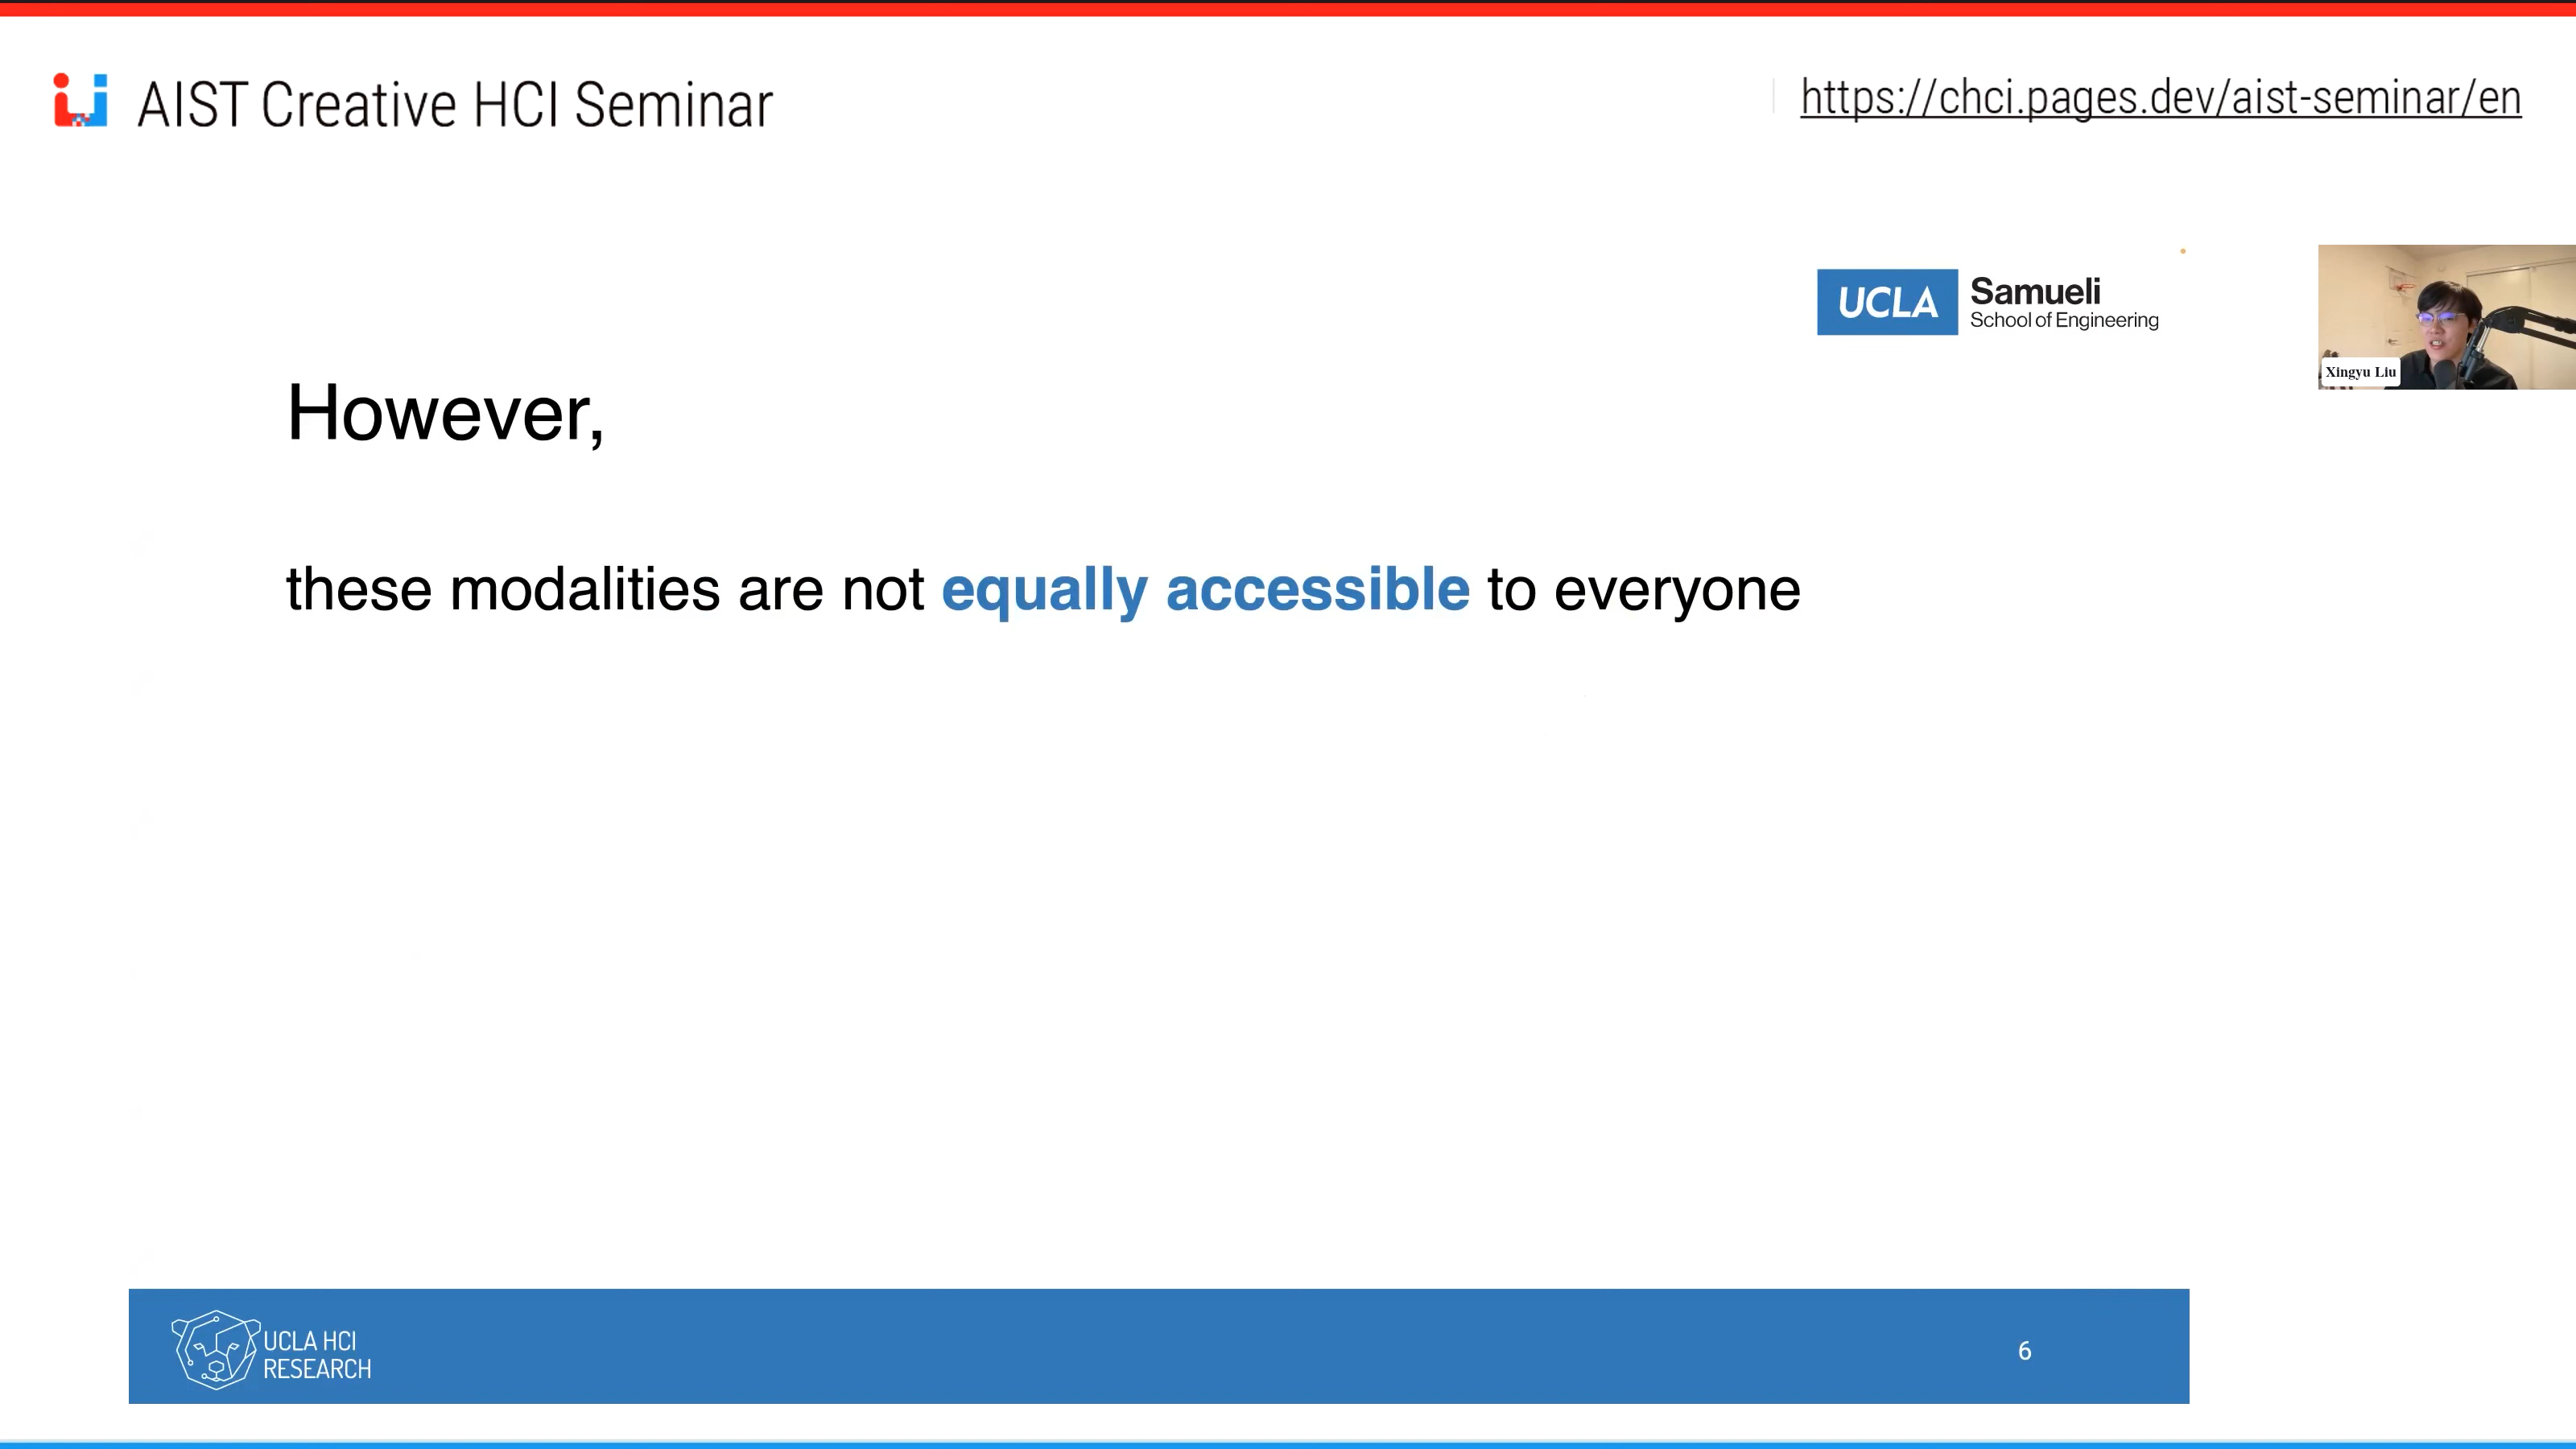 AIST Creative HCI Seminar
https://chci.pages.dev/aist-seminar/en
UCLA Samueli
School of Engineering
Xingyu Liu
However,
these modalities are not equally accessible to everyone
UCLA HCI
RESEARCH
6